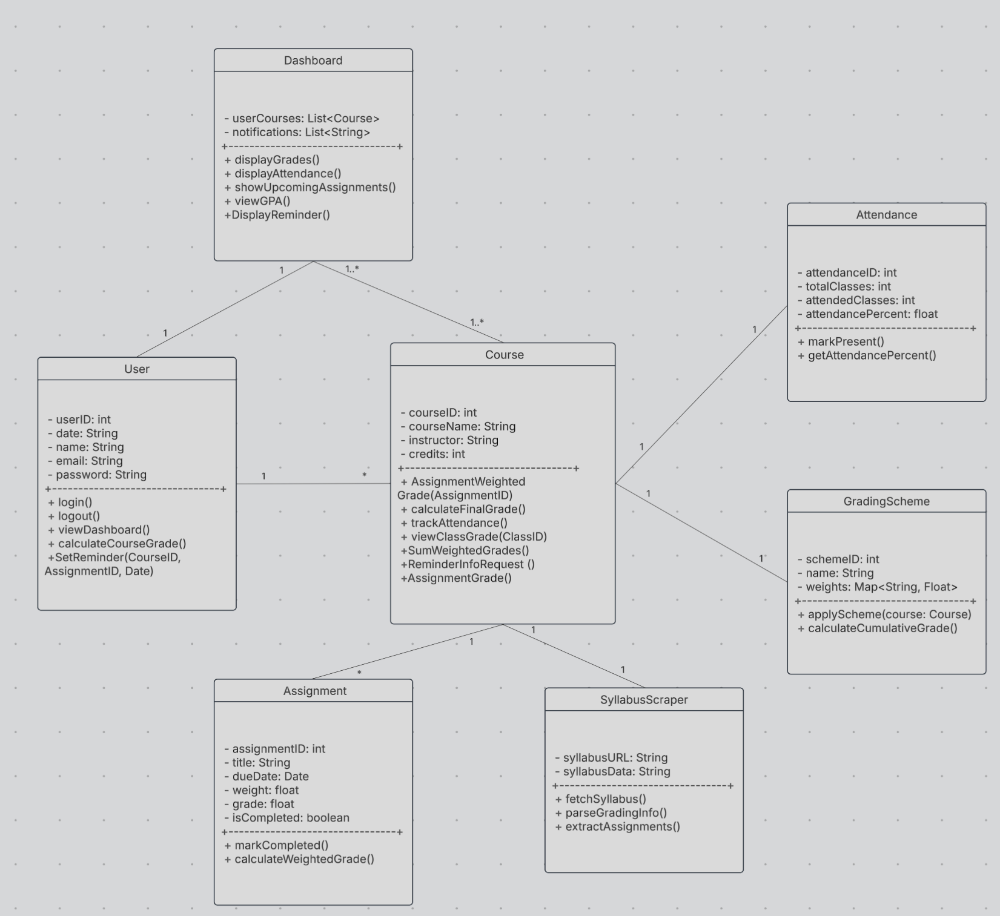 Dashboard
- userCourses: List<Course>
- notifications: List<String>
+--------------------------------+
+ displayGrades()
+ displayAttendance()
+ showUpcomingAssignments()
+ viewGPA()
+DisplayReminder()
1
1..*
1
1..*
User
- userID: int
- date: String
- name: String
- email: String
- password: String
+--------------------------------+
+ login()
+ logout()
+ viewDashboard()
+ calculateCourseGrade()
+SetReminder(CourseID,
AssignmentID, Date)
1
*
Course
- courseID: int
- courseName: String
- instructor: String
- credits: int
+--------------------------------+
+ AssignmentWeighted
Grade(AssignmentID)
+ calculateFinalGrade()
+ trackAttendance()
+ viewClassGrade(ClassID)
+SumWeightedGrades()
+ReminderInfoRequest ()
+AssignmentGrade()
1
1
Attendance
- attendanceID: int
- totalClasses: int
- attendedClasses: int
- attendancePercent: float
+--------------------------------+
+ markPresent()
+ getAttendancePercent()
1
1
GradingScheme
- schemeID: int
- name: String
- weights: Map<String, Float>
+--------------------------------+
+ applyScheme(course: Course)
+ calculateCumulativeGrade()
1
1
*
1
Assignment
- assignmentID: int
- title: String
- dueDate: Date
- weight: float
- grade: float
- isCompleted: boolean
+--------------------------------+
+ markCompleted()
+ calculateWeightedGrade()
SyllabusScraper
- syllabusURL: String
- syllabusData: String
+--------------------------------+
+ fetchSyllabus()
+ parseGradingInfo()
+ extractAssignments()